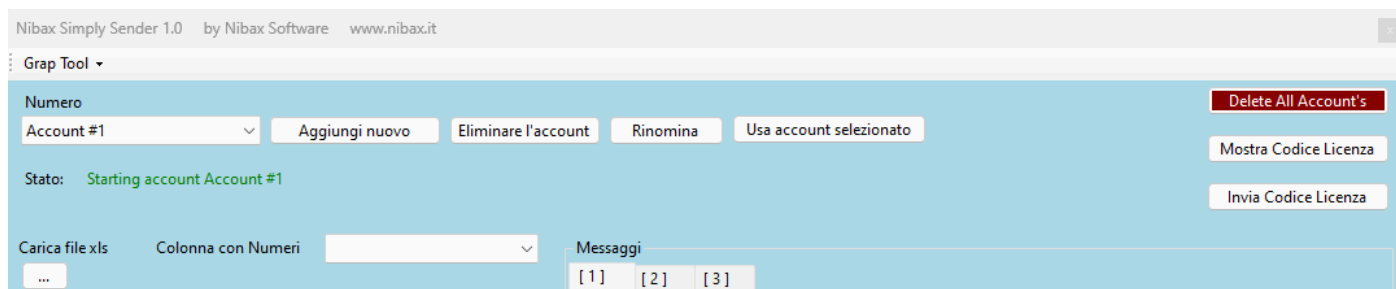 Nibax Simply Sender 1.0 by Nibax Software www.nibax.it
x
Grap Tool
Numero
Delete All Account's
Account #1 Aggiungi nuovo Eliminare l'account Rinomina Usa account selezionato
Mostra Codice Licenza
Stato: Starting account Account #1
Invia Codice Licenza
Carica file xls Colonna con Numeri Messaggi
... [ 1 ] [ 2 ] [ 3 ]